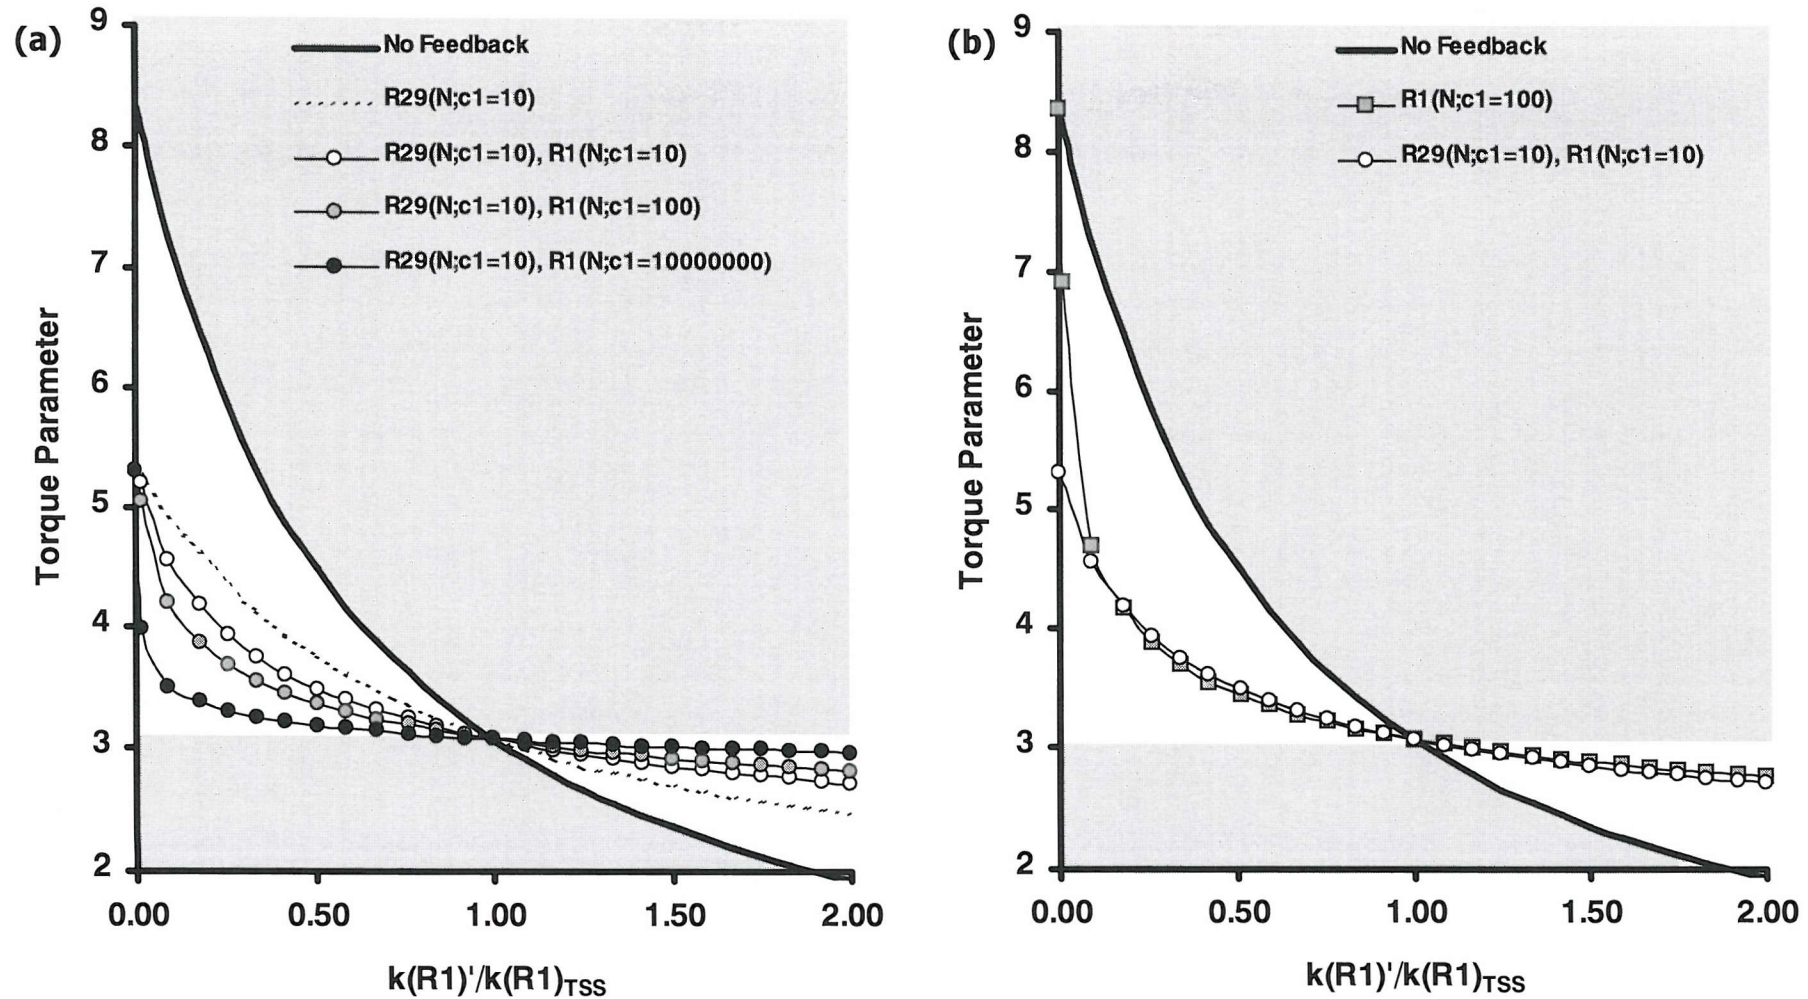 (a)
No Feedback
R29(N;c1=10)
R29(N;c1=10), R1(N;c1=10)
R29(N;c1=10), R1(N;c1=100)
R29(N;c1=10), R1(N;c1=10000000)
Torque Parameter
9
8
7
6
5
4
3
2
0.00 0.50 1.00 1.50 2.00
k(R1)'/k(R1)TSS
(b)
No Feedback
R1(N;c1=100)
R29(N;c1=10), R1(N;c1=10)
Torque Parameter
9
8
7
6
5
4
3
2
0.00 0.50 1.00 1.50 2.00
k(R1)'/k(R1)TSS